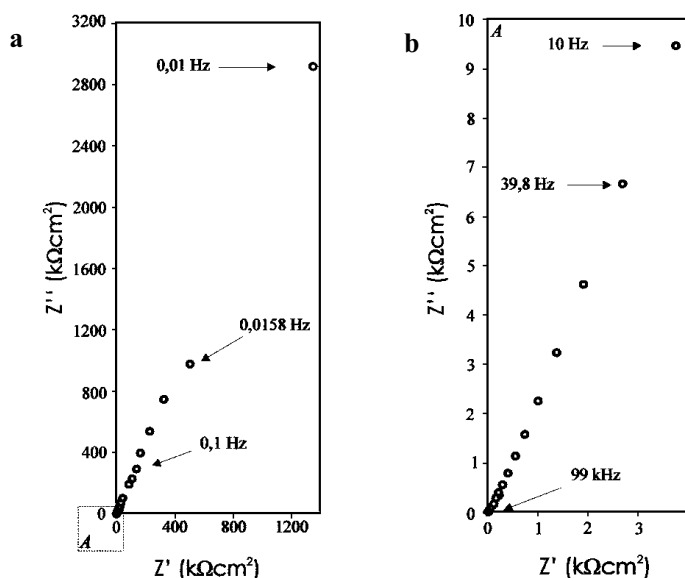 a
3200
2800
2400
2000
1600
1200
800
400
0
0 400 800 1200
Z'' (kΩcm²)
Z' (kΩcm²)
0,01 Hz
0,0158 Hz
0,1 Hz
A
b
10
9
8
7
6
5
4
3
2
1
0
0 1 2 3
Z'' (kΩcm²)
Z' (kΩcm²)
A
10 Hz
39,8 Hz
99 kHz